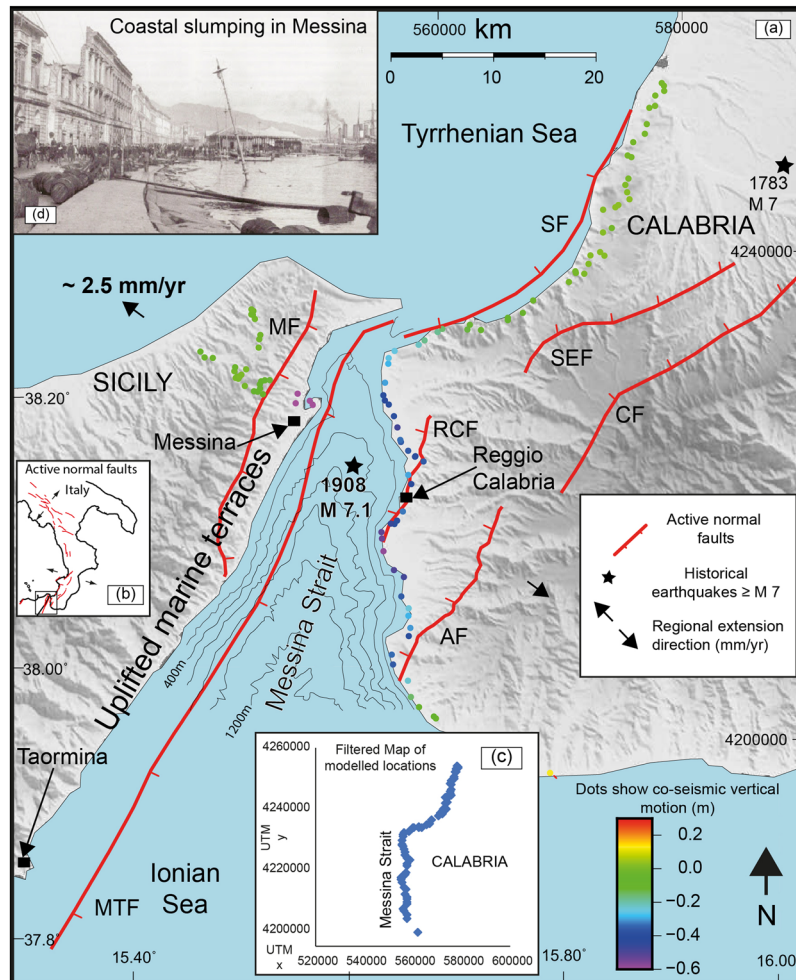 Coastal slumping in Messina
(d)
560000
580000
(a)
km
0
10
20
Tyrrhenian Sea
1783
M 7
SF
CALABRIA
4240000
~ 2.5 mm/yr
MF
SICILY
SEF
38.20°
CF
RCF
Messina
Reggio
Calabria
1908
M 7.1
Active normal faults
Italy
(b)
Uplifted marine terraces
Messina Strait
AF
400m
1200m
38.00°
Active normal
faults
Historical
earthquakes ≥ M 7
Regional extension
direction (mm/yr)
4200000
Taormina
Filtered Map of
modelled locations
(c)
4260000
4240000
4220000
4200000
UTM
y
Messina Strait
CALABRIA
UTM
x
520000
540000
560000
580000
600000
Dots show co-seismic vertical
motion (m)
0.2
0.0
−0.2
−0.4
−0.6
N
Ionian
Sea
MTF
37.8°
15.40
15.80
16.00